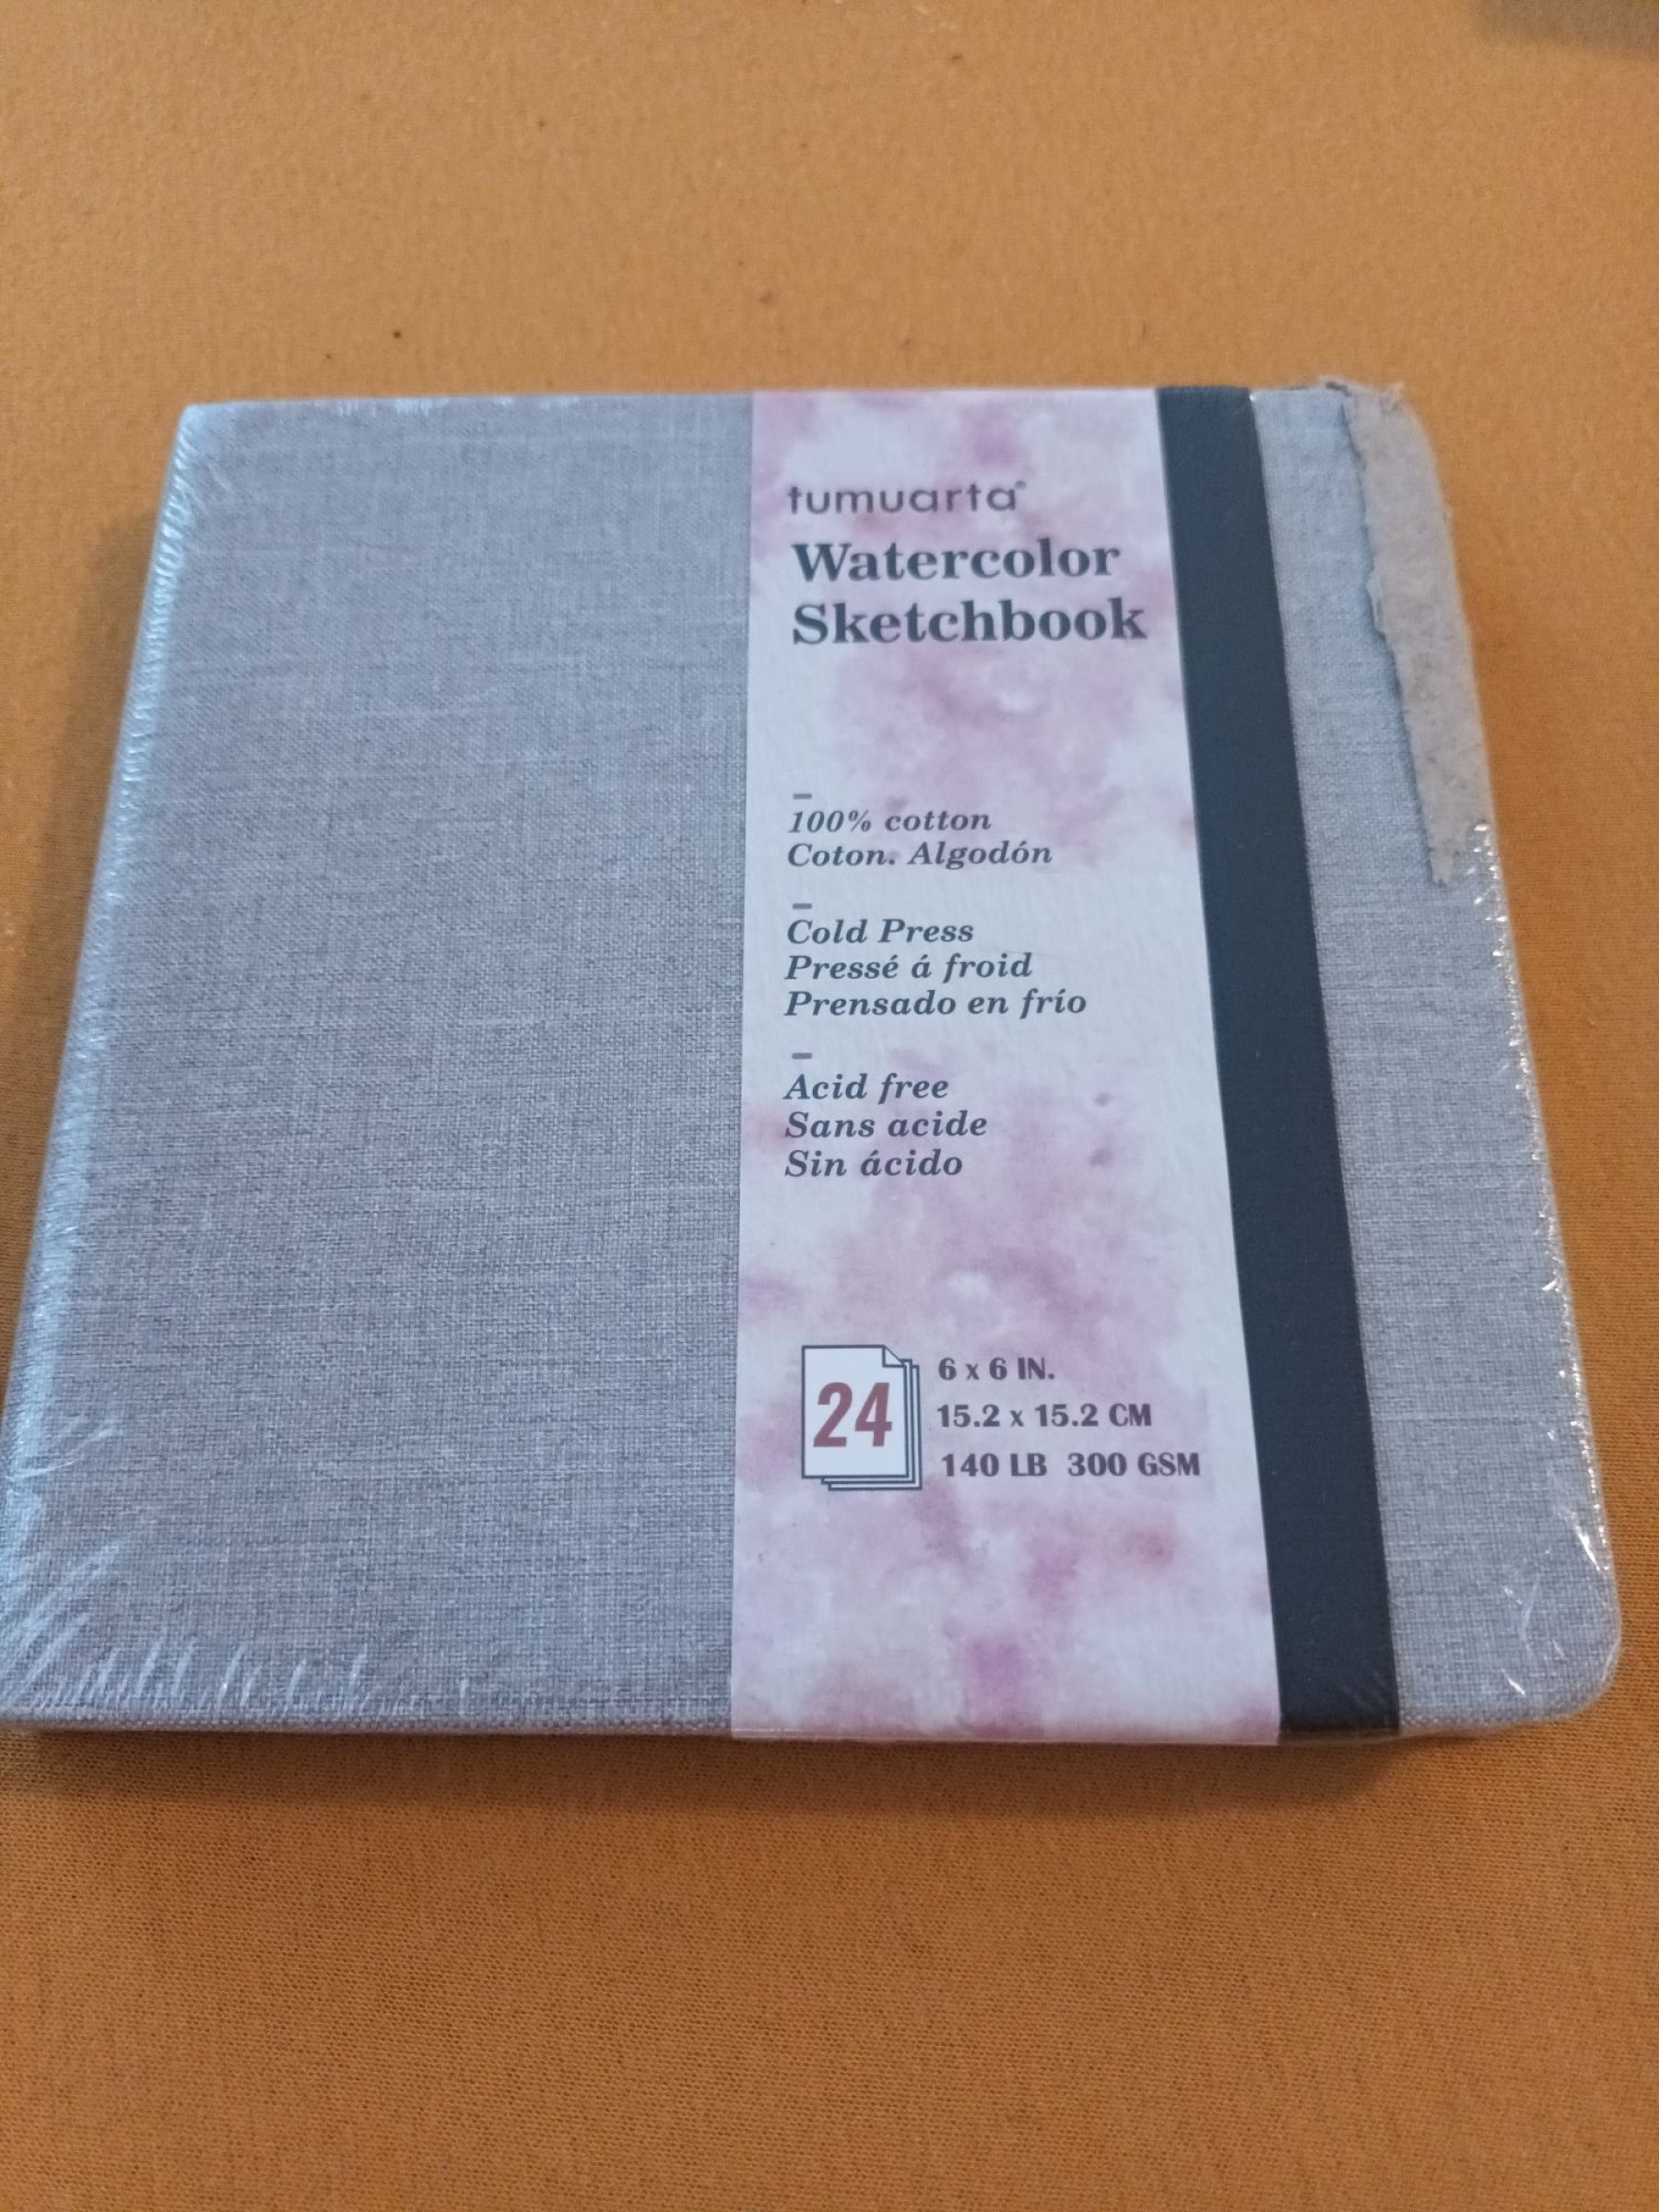 tumuarta®
Watercolor
Sketchbook
100% cotton
Coton. Algodón
Cold Press
Pressé á froid
Prensado en frío
Acid free
Sans acide
Sin ácido
24
6 x 6 IN.
15.2 x 15.2 CM
140 LB 300 GSM